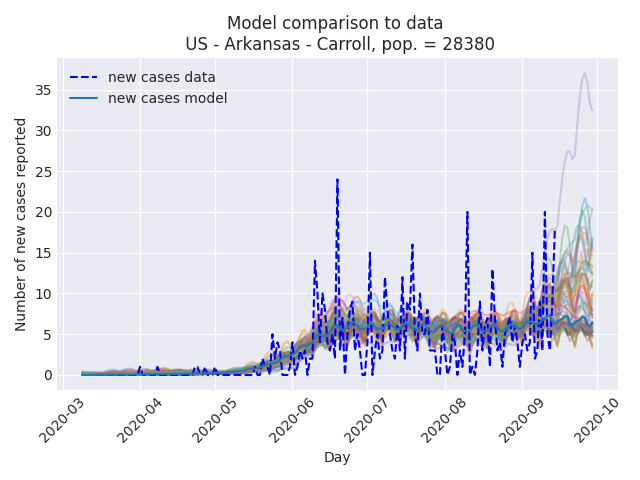 Model comparison to data
US - Arkansas - Carroll, pop. = 28380
new cases data
new cases model
Number of new cases reported
35
30
25
20
15
10
5
0
2020-03
2020-04
2020-05
2020-06
2020-07
2020-08
2020-09
2020-10
Day